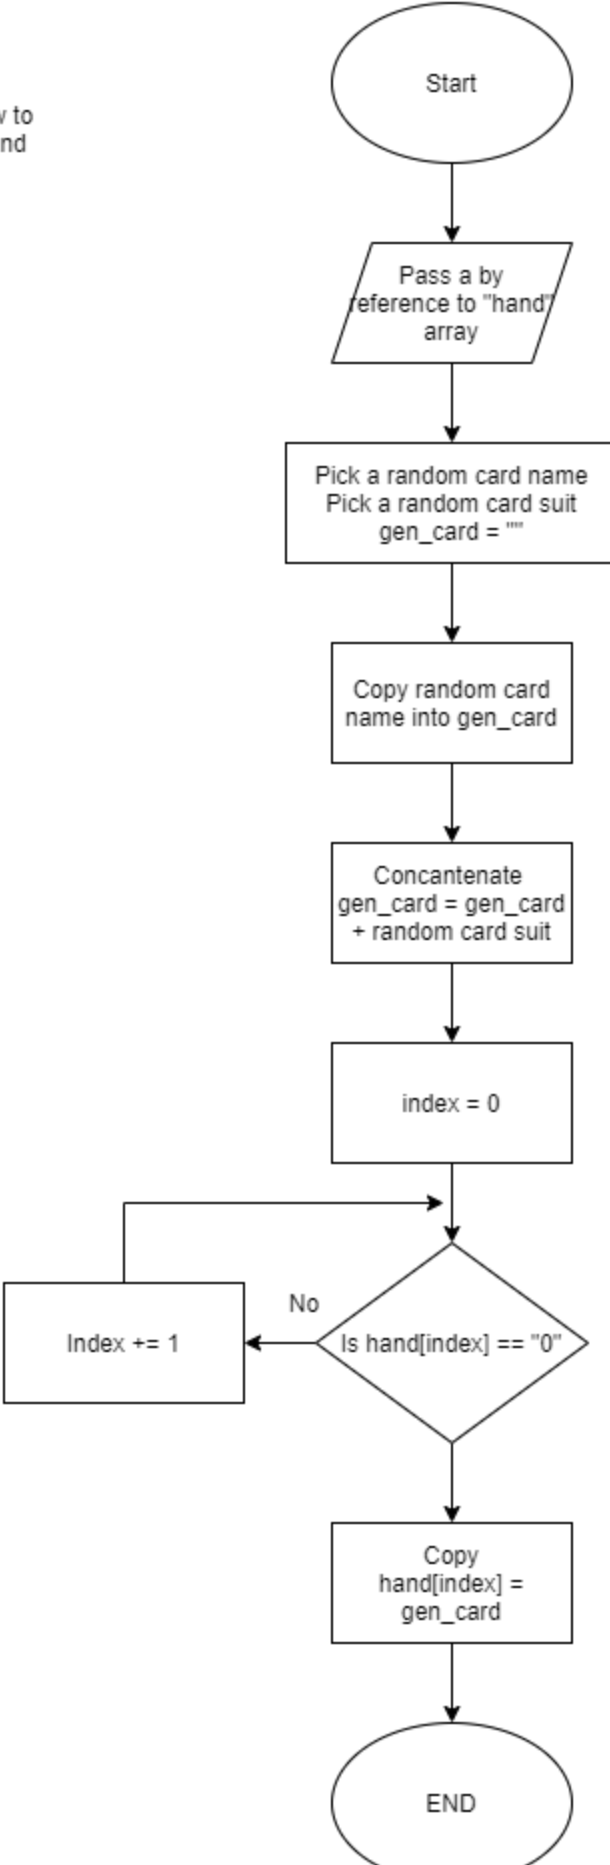 Start
to
nd
Pass a by
reference to "hand"
array
Pick a random card name
Pick a random card suit
gen_card = ""
Copy random card
name into gen_card
Concantenate
gen_card = gen_card
+ random card suit
index = 0
No
Index += 1
Is hand[index] == "0"
Copy
hand[index] =
gen_card
END